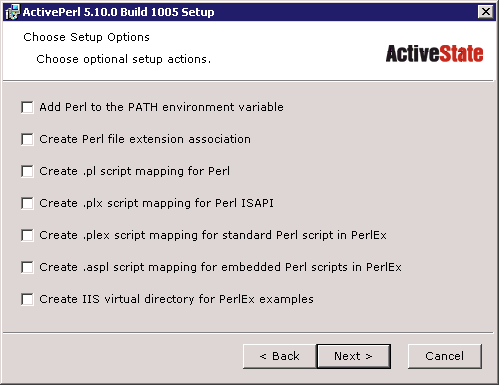 ActivePerl 5.10.0 Build 1005 Setup
Choose Setup Options
Choose optional setup actions.
ActiveState
Add Perl to the PATH environment variable
Create Perl file extension association
Create .pl script mapping for Perl
Create .plx script mapping for Perl ISAPI
Create .plex script mapping for standard Perl script in PerlEx
Create .aspl script mapping for embedded Perl scripts in PerlEx
Create IIS virtual directory for PerlEx examples
< Back Next > Cancel